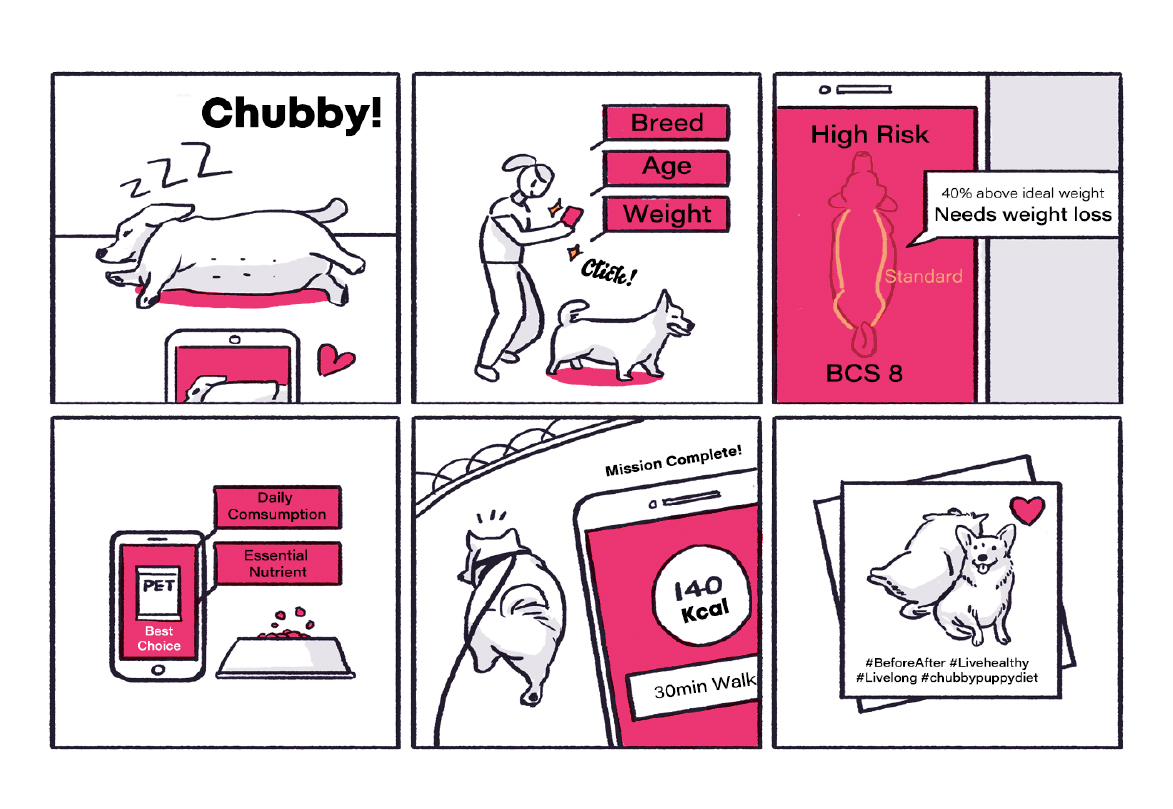 Chubby!
zZZ
Breed
Age
Weight
Click!
High Risk
40% above ideal weight
Needs weight loss
Standard
BCS 8
Daily
Comsumption
Essential
Nutrient
PET
Best
Choice
Mission Complete!
140
Kcal
30min Walk
#BeforeAfter #Livehealthy
#Livelong #chubbypuppydiet